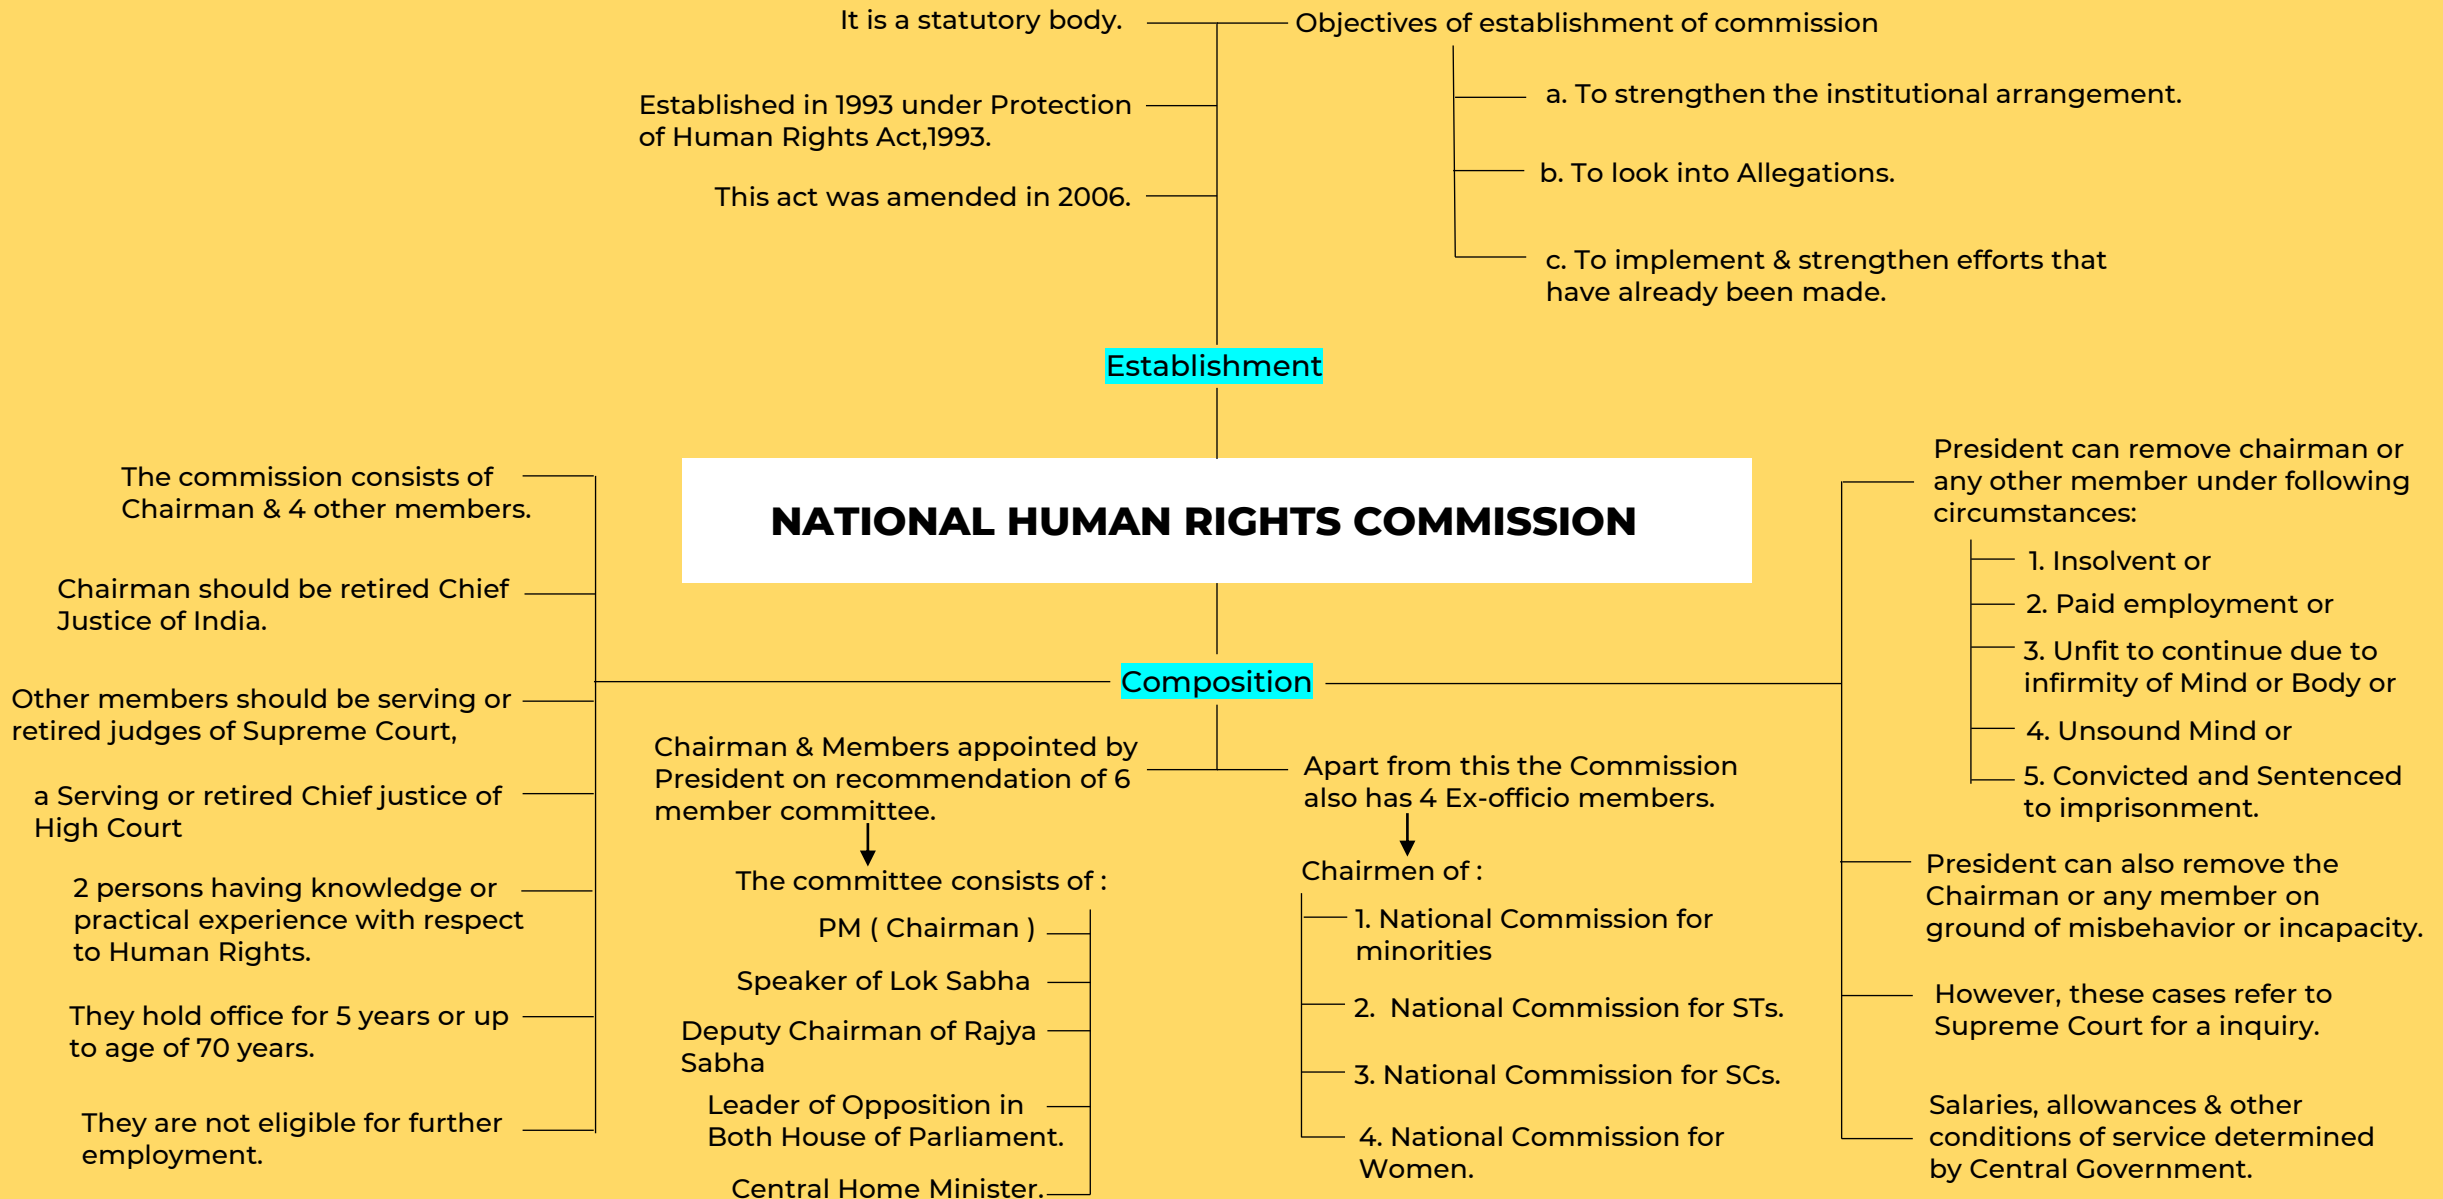 It is a statutory body.
Established in 1993 under Protection
of Human Rights Act,1993.
This act was amended in 2006.
Objectives of establishment of commission
a. To strengthen the institutional arrangement.
b. To look into Allegations.
c. To implement & strengthen efforts that
have already been made.
Establishment
NATIONAL HUMAN RIGHTS COMMISSION
Composition
The commission consists of
Chairman & 4 other members.
Chairman should be retired Chief
Justice of India.
Other members should be serving or
retired judges of Supreme Court,
a Serving or retired Chief justice of
High Court
2 persons having knowledge or
practical experience with respect
to Human Rights.
They hold office for 5 years or up
to age of 70 years.
They are not eligible for further
employment.
Chairman & Members appointed by
President on recommendation of 6
member committee.
The committee consists of :
PM ( Chairman )
Speaker of Lok Sabha
Deputy Chairman of Rajya
Sabha
Leader of Opposition in
Both House of Parliament.
Central Home Minister.
Apart from this the Commission
also has 4 Ex-officio members.
Chairmen of :
1. National Commission for
minorities
2. National Commission for STs.
3. National Commission for SCs.
4. National Commission for
Women.
President can remove chairman or
any other member under following
circumstances:
1. Insolvent or
2. Paid employment or
3. Unfit to continue due to
infirmity of Mind or Body or
4. Unsound Mind or
5. Convicted and Sentenced
to imprisonment.
President can also remove the
Chairman or any member on
ground of misbehavior or incapacity.
However, these cases refer to
Supreme Court for a inquiry.
Salaries, allowances & other
conditions of service determined
by Central Government.